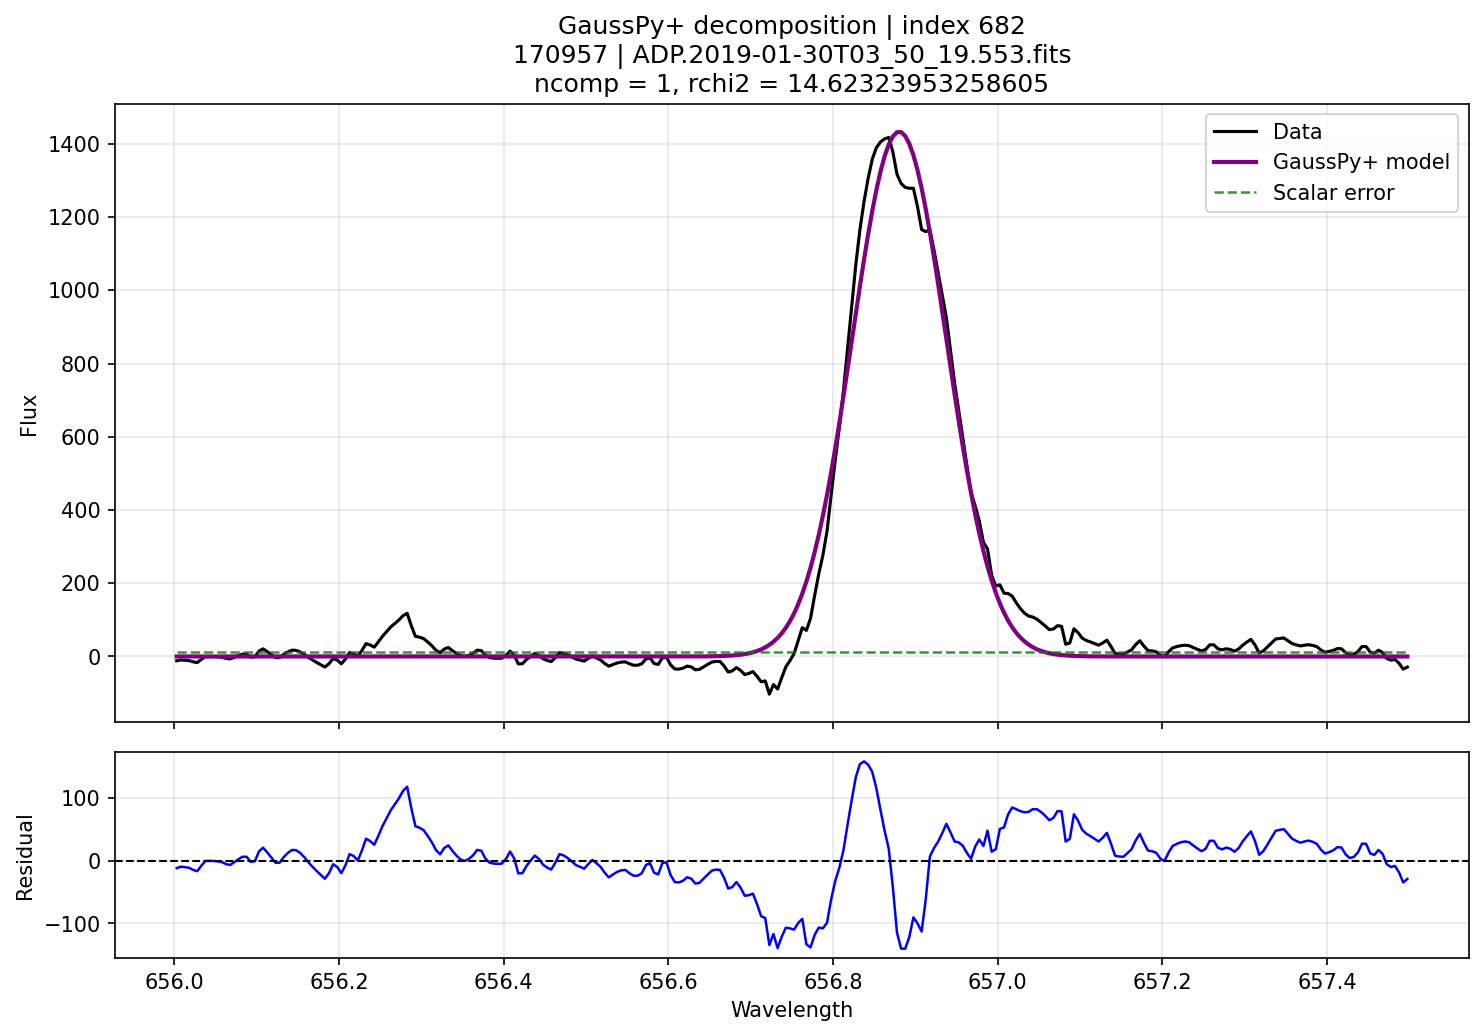 GaussPy+ decomposition | index 682
170957 | ADP.2019-01-30T03_50_19.553.fits
ncomp = 1, rchi2 = 14.62323953258605
Data
GaussPy+ model
Scalar error
Flux
1400
1200
1000
800
600
400
200
0
Residual
100
0
−100
656.0 656.2 656.4 656.6 656.8 657.0 657.2 657.4
Wavelength